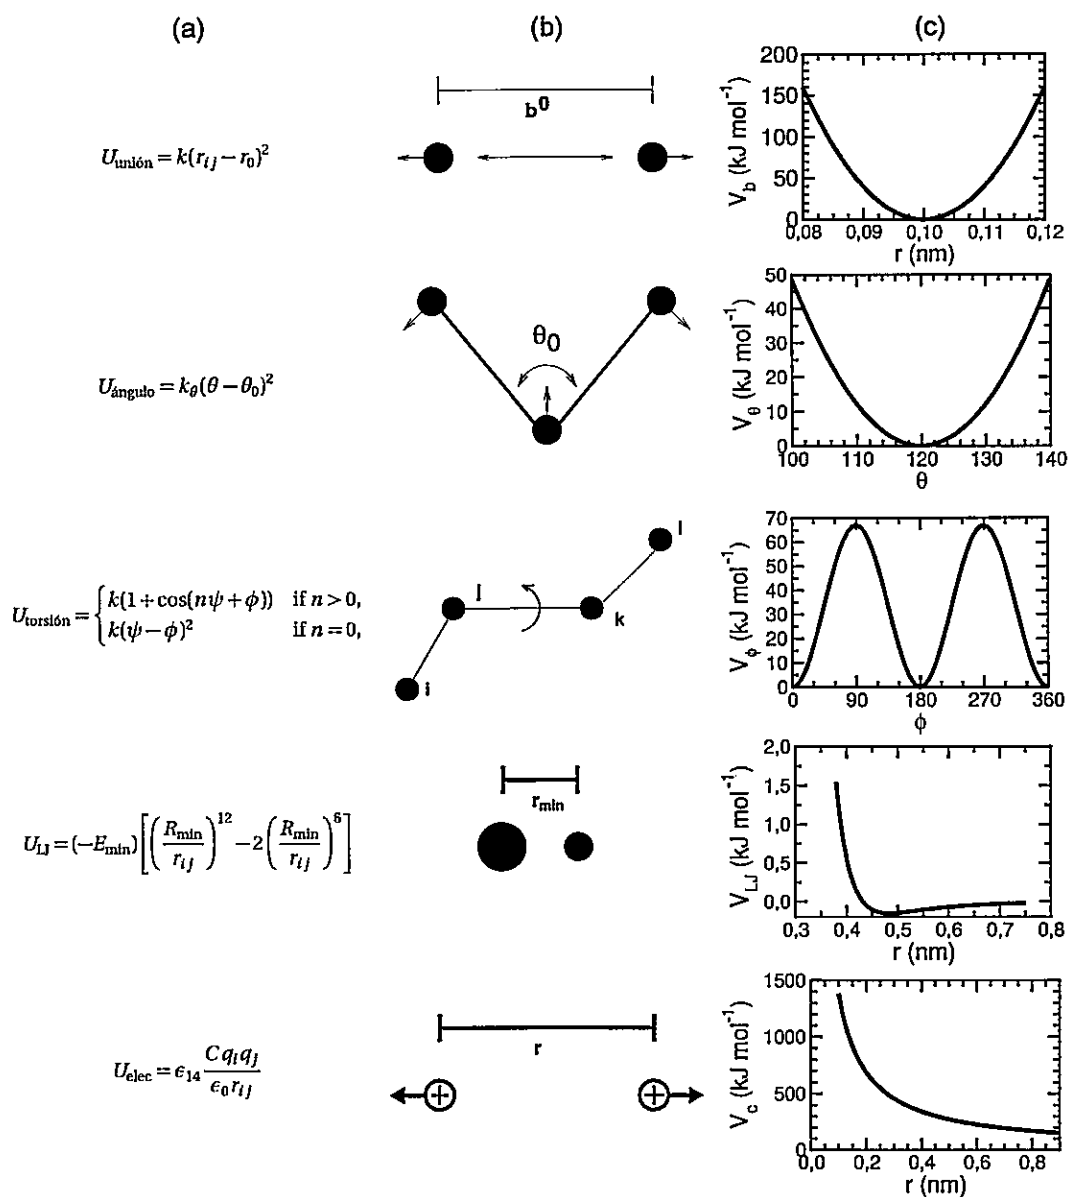 (a) (b) (c)
b⁰
U_unión = k(r_ij − r_0)²
V_b (kJ mol⁻¹)
200
150
100
50
0
0,08 0,09 0,10 0,11 0,12
r (nm)
θ_0
U_ángulo = k_θ(θ − θ_0)²
V_θ (kJ mol⁻¹)
50
40
30
20
10
0
100 110 120 130 140
θ
U_torsión = { k(1 + cos(nψ + ϕ)) if n > 0,
k(ψ − ϕ)² if n = 0,
l
j
k
i
V_ϕ (kJ mol⁻¹)
70
60
50
40
30
20
10
0
0 90 180 270 360
ϕ
r_min
U_LJ = (−E_min)[(R_min/r_ij)¹² − 2(R_min/r_ij)⁶]
V_LJ (kJ mol⁻¹)
2,0
1,5
1,0
0,5
0,0
0,3 0,4 0,5 0,6 0,7 0,8
r (nm)
r
U_elec = ϵ_14 C q_i q_j / ϵ_0 r_ij
+ +
V_c (kJ mol⁻¹)
1500
1000
500
0
0,0 0,2 0,4 0,6 0,8
r (nm)